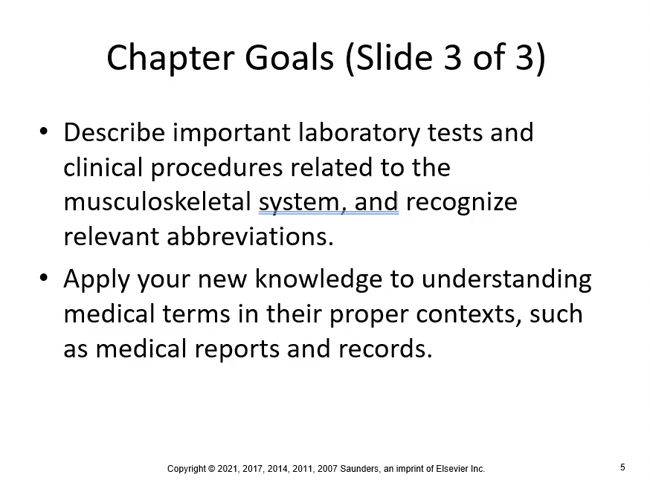 Chapter Goals (Slide 3 of 3)
• Describe important laboratory tests and
clinical procedures related to the
musculoskeletal system, and recognize
relevant abbreviations.
• Apply your new knowledge to understanding
medical terms in their proper contexts, such
as medical reports and records.
Copyright © 2021, 2017, 2014, 2011, 2007 Saunders, an imprint of Elsevier Inc.
5